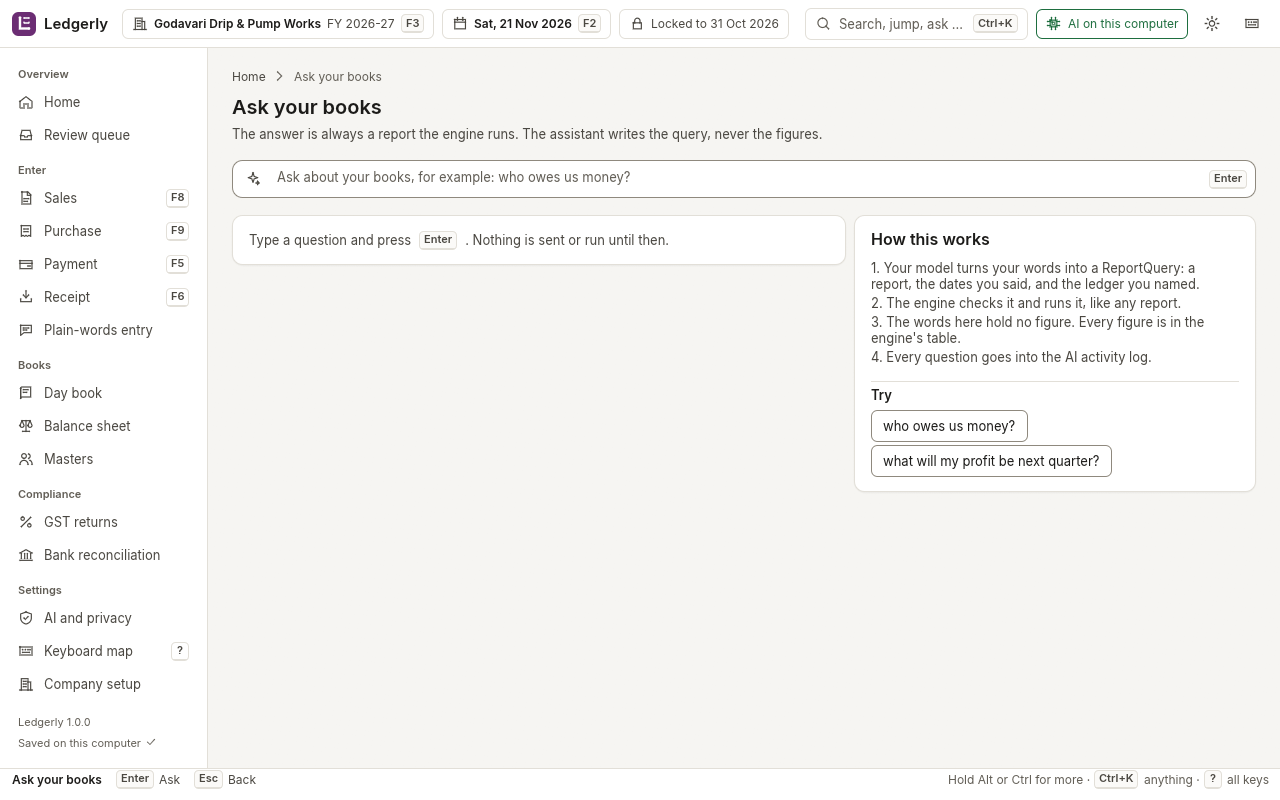 Ledgerly
Godavari Drip & Pump Works FY 2026-27 F3
Sat, 21 Nov 2026 F2
Locked to 31 Oct 2026
Search, jump, ask ... Ctrl+K
AI on this computer
Overview
Home
Review queue
Enter
Sales F8
Purchase F9
Payment F5
Receipt F6
Plain-words entry
Books
Day book
Balance sheet
Masters
Compliance
GST returns
Bank reconciliation
Settings
AI and privacy
Keyboard map ?
Company setup
Ledgerly 1.0.0
Saved on this computer
Home > Ask your books
Ask your books
The answer is always a report the engine runs. The assistant writes the query, never the figures.
Ask about your books, for example: who owes us money? Enter
Type a question and press Enter . Nothing is sent or run until then.
How this works
1. Your model turns your words into a ReportQuery: a
report, the dates you said, and the ledger you named.
2. The engine checks it and runs it, like any report.
3. The words here hold no figure. Every figure is in the
engine's table.
4. Every question goes into the AI activity log.
Try
who owes us money?
what will my profit be next quarter?
Ask your books Enter Ask Esc Back
Hold Alt or Ctrl for more · Ctrl+K anything · ? all keys